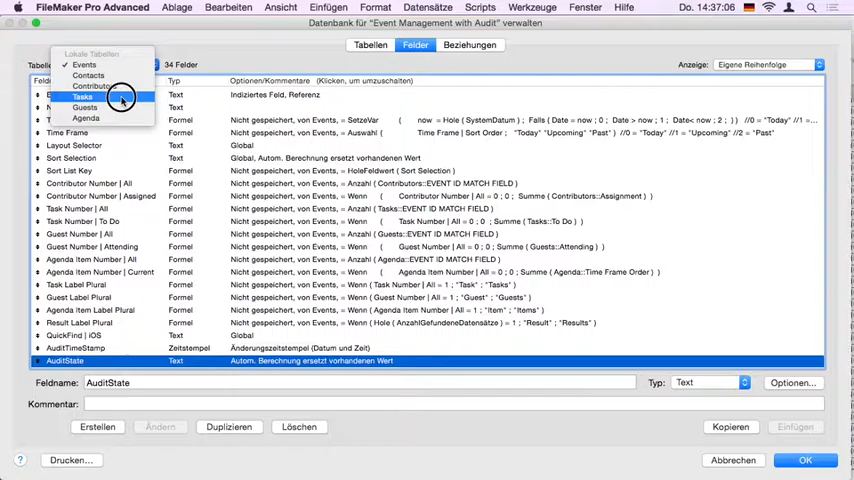 FileMaker Pro Advanced Ablage Bearbeiten Ansicht Einfügen Format Datensätze Scripts Werkzeuge Fenster Hilfe Do. 14:37:06
Datenbank für "Event Management with Audit" verwalten
Tabellen Felder Beziehungen
Lokale Tabellen
Events
Contacts
Contributors
Tasks
Guests
Agenda
34 Felder
Anzeige: Eigene Reihenfolge
Typ Optionen/Kommentare (Klicken, um umzuschalten)
Text Indiziertes Feld, Referenz
Text
Formel Nicht gespeichert, von Events, = SetzeVar ( now = Hole ( SystemDatum ) ; Falls ( Date = now ; 0 ; Date > now ; 1 ; Date< now ; 2 ; ) ) //0 = "Today" //1 =...
Time Frame Formel Nicht gespeichert, von Events, = Auswahl ( Time Frame | Sort Order ; "Today" "Upcoming" "Past" ) //0 = "Today" //1 = "Upcoming" //2 = "Past"
Layout Selector Text Global
Sort Selection Text Global, Autom. Berechnung ersetzt vorhandenen Wert
Sort List Key Formel Nicht gespeichert, von Events, = HoleFeldwert ( Sort Selection )
Contributor Number | All Formel Nicht gespeichert, von Events, = Anzahl ( Contributors::EVENT ID MATCH FIELD )
Contributor Number | Assigned Formel Nicht gespeichert, von Events, = Wenn ( Contributor Number | All = 0 ; 0 ; Summe ( Contributors::Assignment ) )
Task Number | All Formel Nicht gespeichert, von Events, = Anzahl ( Tasks::EVENT ID MATCH FIELD )
Task Number | To Do Formel Nicht gespeichert, von Events, = Wenn ( Task Number | All = 0 ; 0 ; Summe ( Tasks::To Do ) )
Guest Number | All Formel Nicht gespeichert, von Events, = Anzahl ( Guests::EVENT ID MATCH FIELD )
Guest Number | Attending Formel Nicht gespeichert, von Events, = Wenn ( Guest Number | All = 0 ; 0 ; Summe ( Guests::Attending ) )
Agenda Item Number | All Formel Nicht gespeichert, von Events, = Anzahl ( Agenda::EVENT ID MATCH FIELD )
Agenda Item Number | Current Formel Nicht gespeichert, von Events, = Wenn ( Agenda Item Number | All = 0 ; 0 ; Summe ( Agenda::Time Frame Order ) )
Task Label Plural Formel Nicht gespeichert, von Events, = Wenn ( Task Number | All = 1 ; "Task" ; "Tasks" )
Guest Label Plural Formel Nicht gespeichert, von Events, = Wenn ( Guest Number | All = 1 ; "Guest" ; "Guests" )
Agenda Item Label Plural Formel Nicht gespeichert, von Events, = Wenn ( Agenda Item Number | All = 1 ; "Item" ; "Items" )
Result Label Plural Formel Nicht gespeichert, von Events, = Wenn ( Hole ( AnzahlGefundeneDatensätze ) = 1 ; "Result" ; "Results" )
QuickFind | iOS Text Global
AuditTimeStamp Zeitstempel Änderungszeitstempel (Datum und Zeit)
AuditState Text Autom. Berechnung ersetzt vorhandenen Wert
Feldname: AuditState Typ: Text Optionen...
Kommentar:
Erstellen Ändern Duplizieren Löschen Kopieren Einfügen
? Drucken... Abbrechen OK